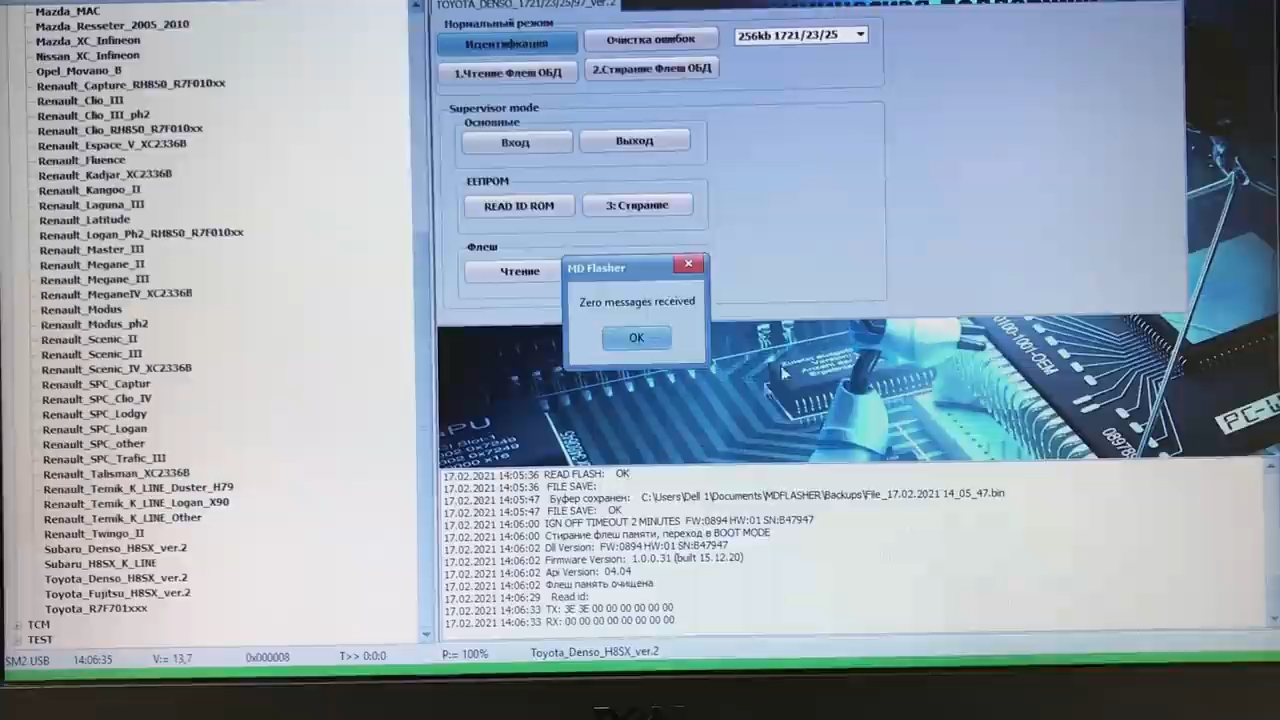 Mazda_MAC
Mazda_Resseter_2005_2010
Mazda_XC_Infineon
Nissan_XC_Infineon
Opel_Movano_B
Renault_Capture_RH850_R7F010xx
Renault_Clio_III
Renault_Clio_III_ph2
Renault_Clio_RH850_R7F010xx
Renault_Espace_V_XC2336B
Renault_Fluence
Renault_Kadjar_XC2336B
Renault_Kangoo_II
Renault_Laguna_III
Renault_Latitude
Renault_Logan_Ph2_RH850_R7F010xx
Renault_Master_III
Renault_Megane_II
Renault_Megane_III
Renault_MeganeIV_XC2336B
Renault_Modus
Renault_Modus_ph2
Renault_Scenic_II
Renault_Scenic_III
Renault_Scenic_IV_XC2336B
Renault_SPC_Captur
Renault_SPC_Clio_IV
Renault_SPC_Lodgy
Renault_SPC_Logan
Renault_SPC_other
Renault_SPC_Trafic_III
Renault_Talisman_XC2336B
Renault_Temik_K_LINE_Duster_H79
Renault_Temik_K_LINE_Logan_X90
Renault_Temik_K_LINE_Other
Renault_Twingo_II
Subaru_Denso_H8SX_ver.2
Subaru_H8SX_K_LINE
Toyota_Denso_H8SX_ver.2
Toyota_Fujitsu_H8SX_ver.2
Toyota_R7F701xxx
TCM
TEST
TOYOTA_DENSO_1721/23/25/97_ver.2
Нормальный режим
Идентификация
Очистка ошибок
256kb 1721/23/25
1.Чтение Флеш ОБД
2.Стирание Флеш ОБД
Supervisor mode
Основные
Вход
Выход
ЕЕПРОМ
READ ID ROM
3: Стирание
Флеш
Чтение
MD Flasher
Zero messages received
OK
0100-1001-OEM
PC-
17.02.2021 14:05:36 READ FLASH: OK
17.02.2021 14:05:36 FILE SAVE:
17.02.2021 14:05:47 Буфер сохранен: C:\Users\Dell 1\Documents\MDFLASHER\Backups\File_17.02.2021 14_05_47.bin
17.02.2021 14:05:47 FILE SAVE: OK
17.02.2021 14:06:00 IGN OFF TIMEOUT 2 MINUTES FW:0894 HW:01 SN:B47947
17.02.2021 14:06:00 Стирание флеш памяти, переход в BOOT MODE
17.02.2021 14:06:02 Dll Version: FW:0894 HW:01 SN:B47947
17.02.2021 14:06:02 Firmware Version: 1.0.0.31 (built 15.12.20)
17.02.2021 14:06:02 Api Version: 04.04
17.02.2021 14:06:02 Флеш память очищена
17.02.2021 14:06:29 Read id:
17.02.2021 14:06:33 TX: 3E 3E 00 00 00 00 00 00
17.02.2021 14:06:33 RX: 00 00 00 00 00 00 00 00
SM2 USB 14:06:35 V:= 13,7 0x000008 T>> 0:0:0 P:= 100% Toyota_Denso_H8SX_ver.2